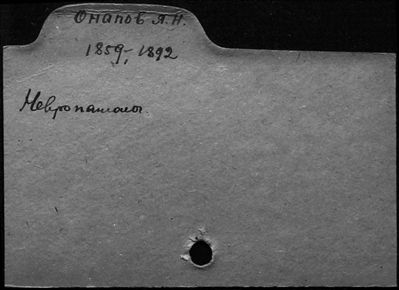 Онапов Я.Н.
1859-1892
Невропатолог.